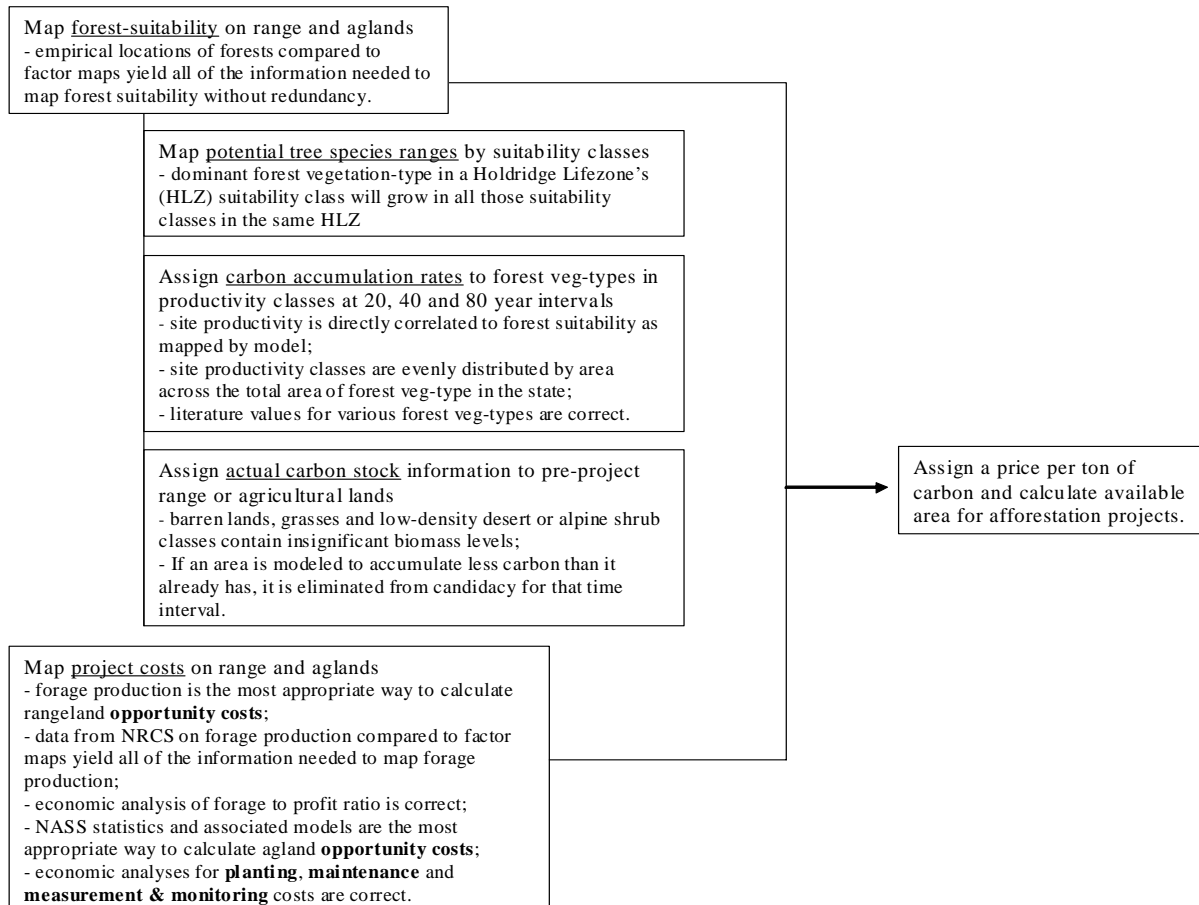 Map forest-suitability on range and aglands
- empirical locations of forests compared to
factor maps yield all of the information needed to
map forest suitability without redundancy.
Map potential tree species ranges by suitability classes
- dominant forest vegetation-type in a Holdridge Lifezone's
(HLZ) suitability class will grow in all those suitability
classes in the same HLZ
Assign carbon accumulation rates to forest veg-types in
productivity classes at 20, 40 and 80 year intervals
- site productivity is directly correlated to forest suitability as
mapped by model;
- site productivity classes are evenly distributed by area
across the total area of forest veg-type in the state;
- literature values for various forest veg-types are correct.
Assign actual carbon stock information to pre-project
range or agricultural lands
- barren lands, grasses and low-density desert or alpine shrub
classes contain insignificant biomass levels;
- If an area is modeled to accumulate less carbon than it
already has, it is eliminated from candidacy for that time
interval.
Map project costs on range and aglands
- forage production is the most appropriate way to calculate
rangeland opportunity costs;
- data from NRCS on forage production compared to factor
maps yield all of the information needed to map forage
production;
- economic analysis of forage to profit ratio is correct;
- NASS statistics and associated models are the most
appropriate way to calculate agland opportunity costs;
- economic analyses for planting, maintenance and
measurement & monitoring costs are correct.
Assign a price per ton of
carbon and calculate available
area for afforestation projects.